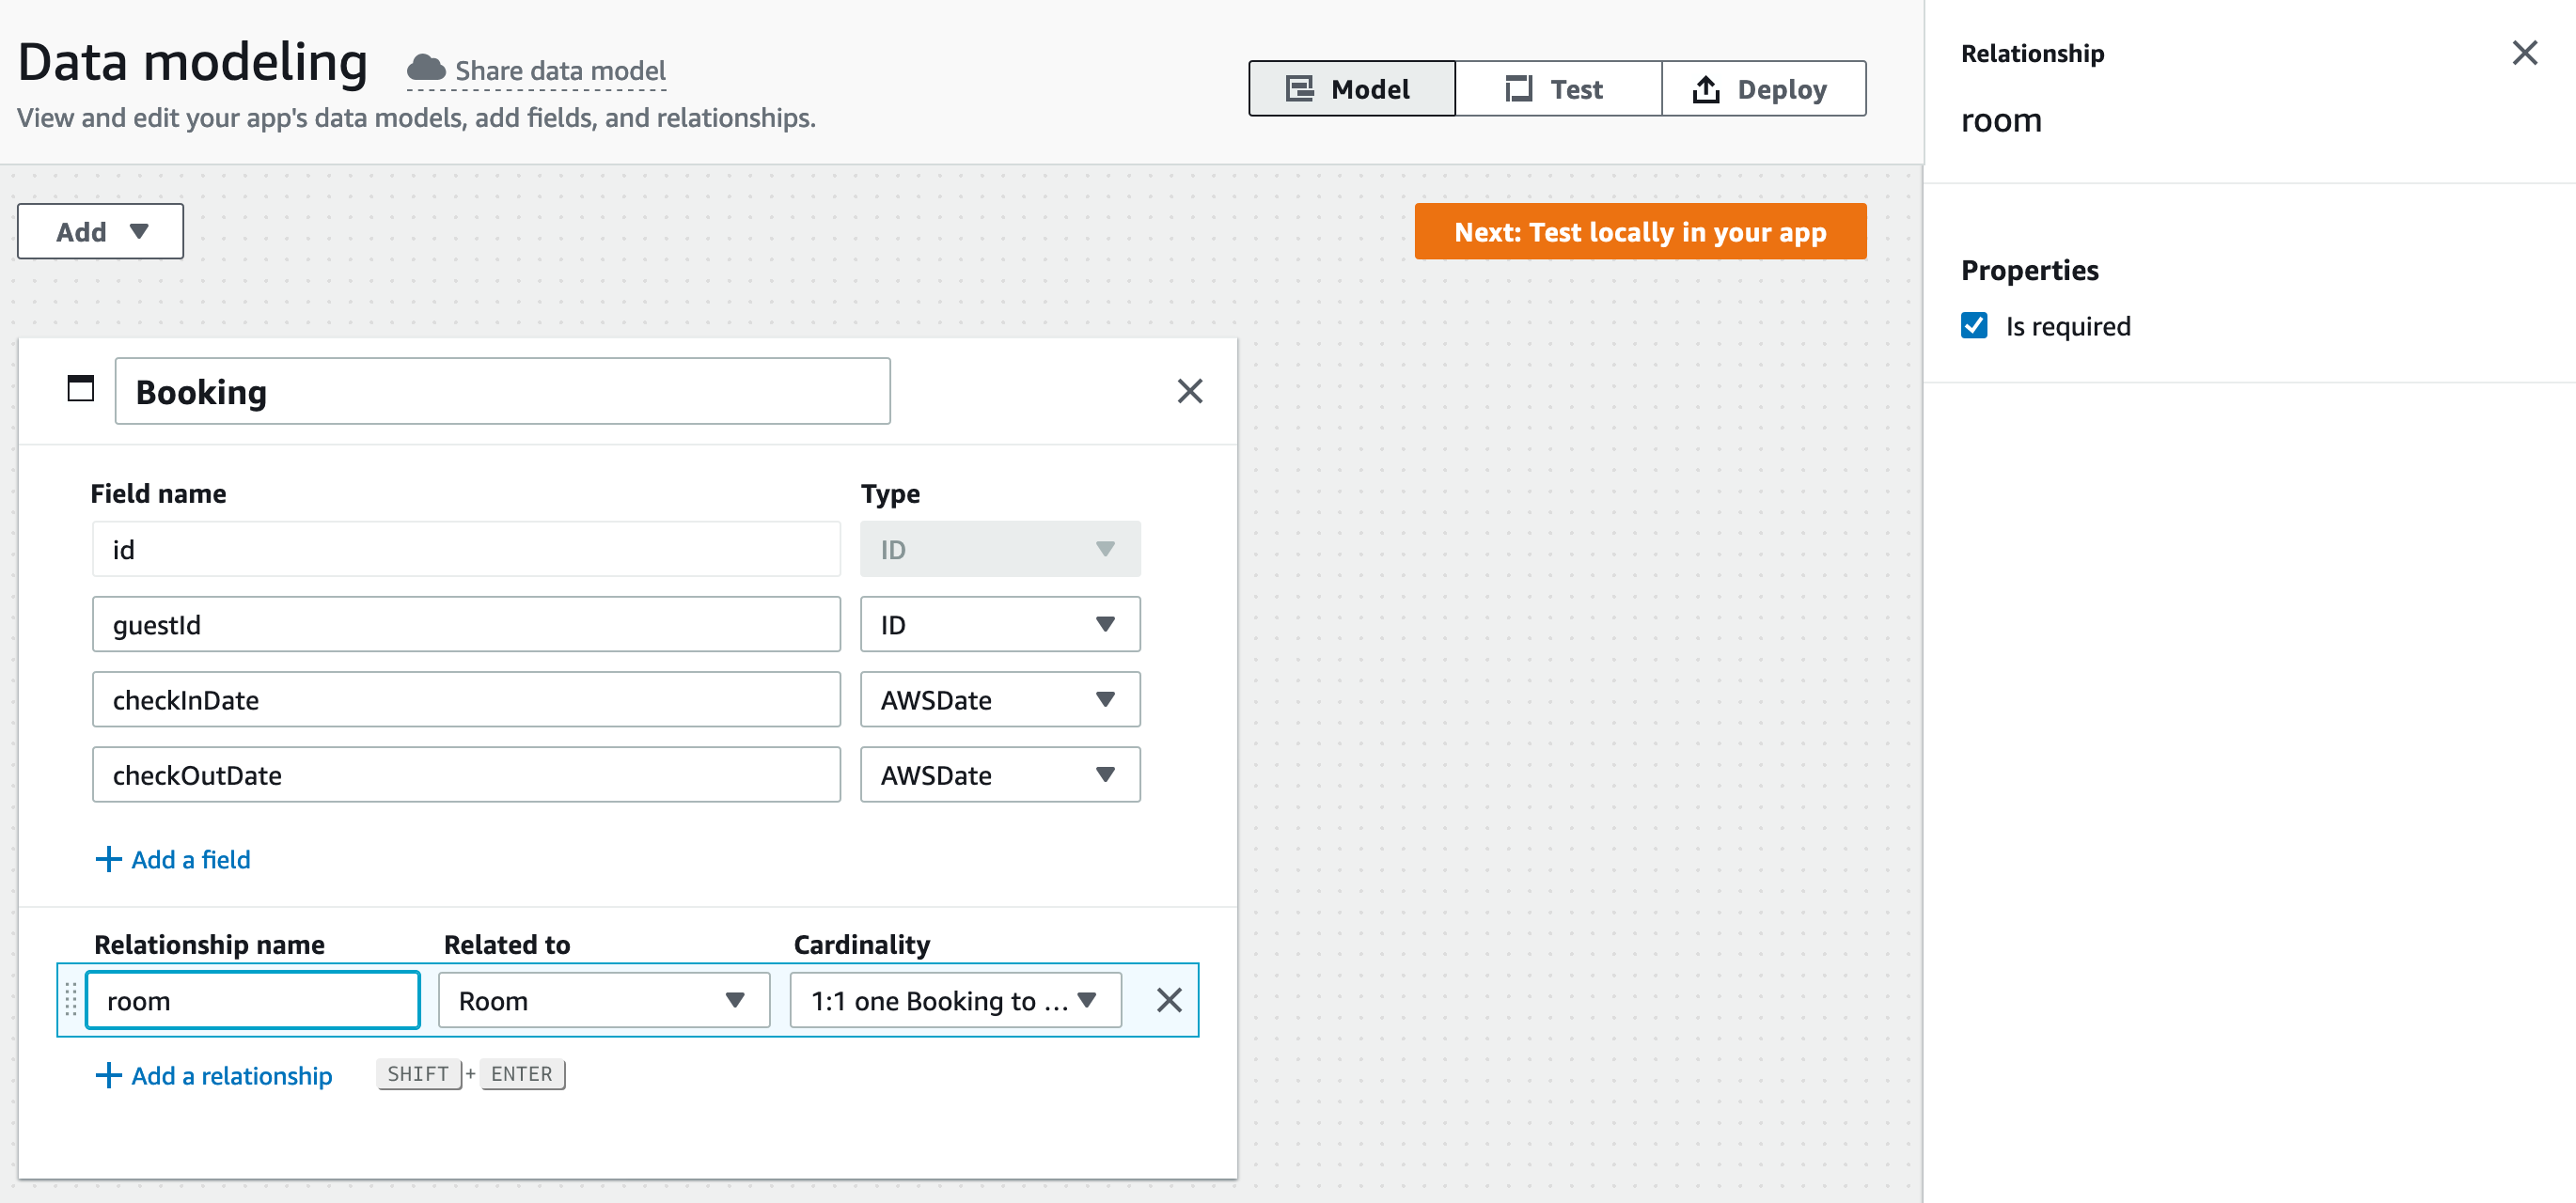 Data modeling
Share data model
View and edit your app's data models, add fields, and relationships.
Model
Test
Deploy
Add
Next: Test locally in your app
Booking
Field name Type
id ID
guestId ID
checkInDate AWSDate
checkOutDate AWSDate
Add a field
Relationship name Related to Cardinality
room Room 1:1 one Booking to ...
Add a relationship SHIFT + ENTER
Relationship
room
Properties
Is required